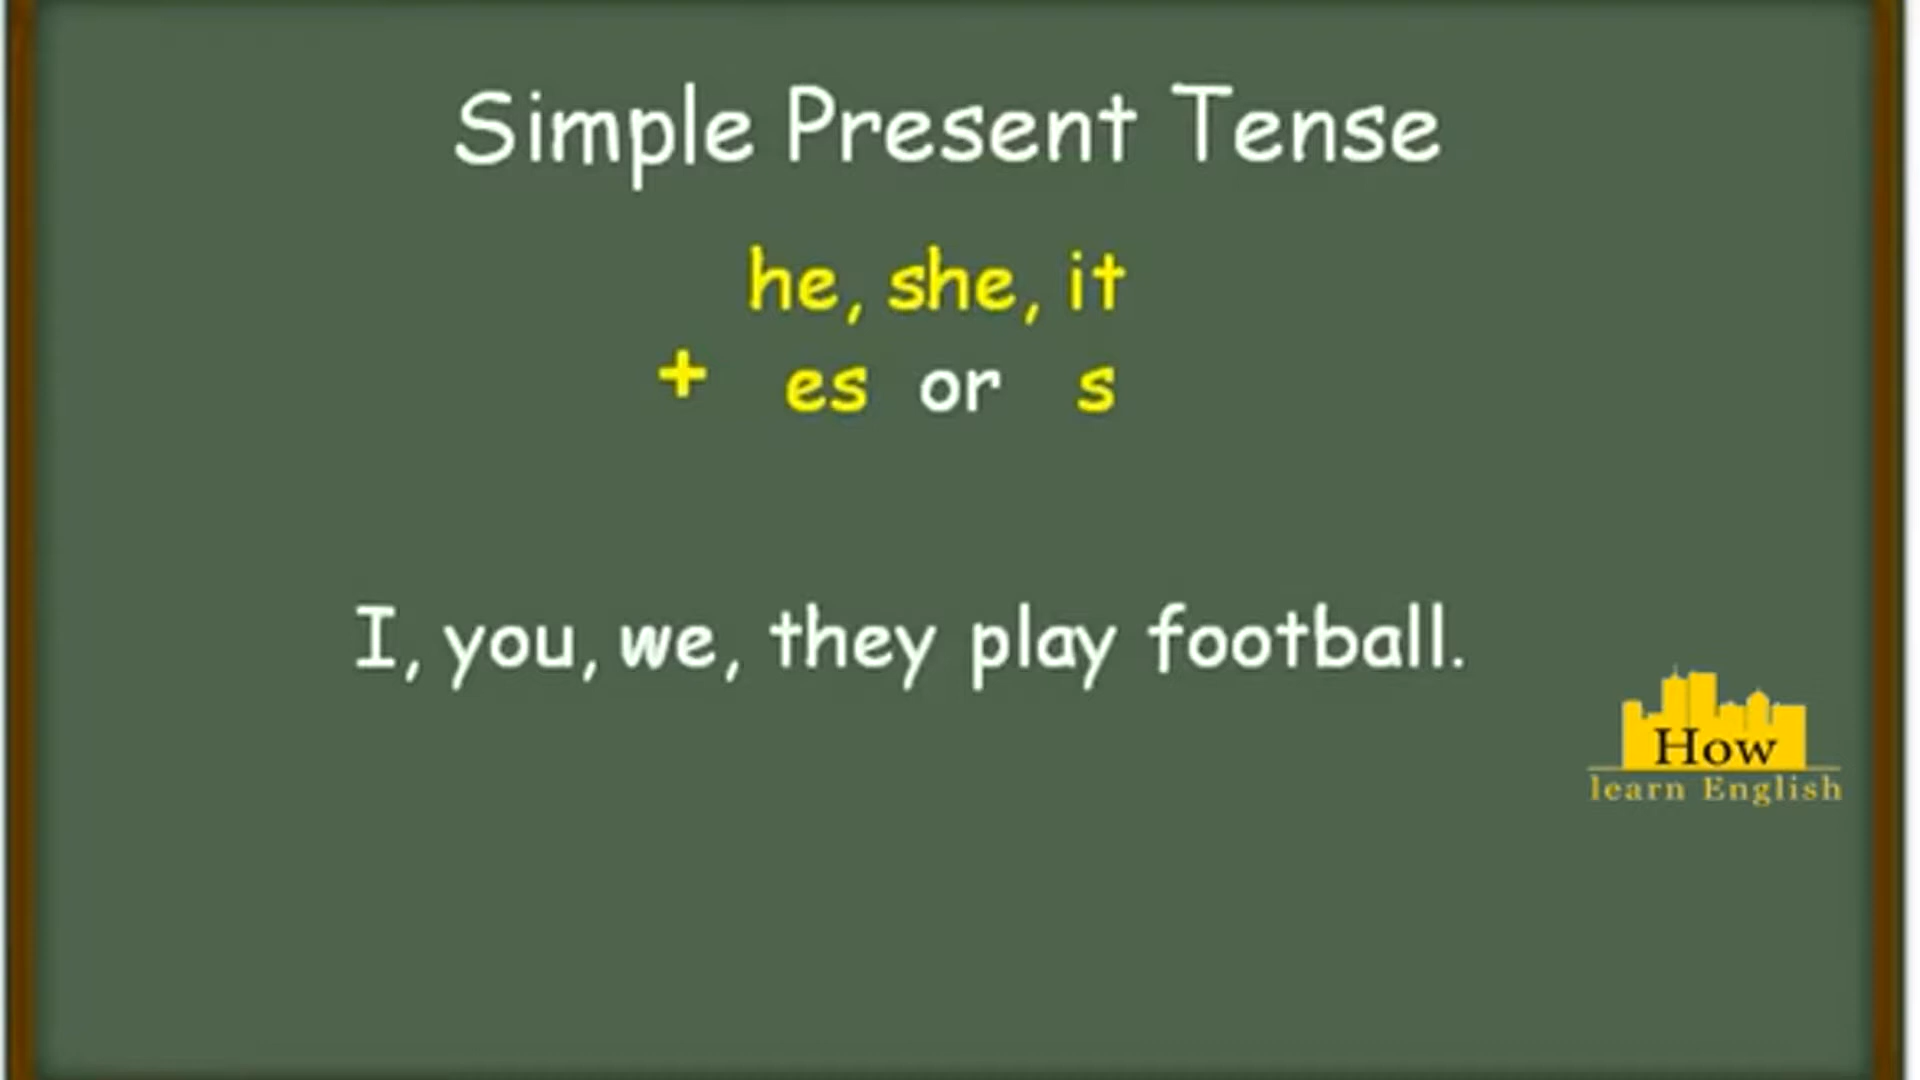 Simple Present Tense
he, she, it
+ es or s
I, you, we, they play football.
How
learn English